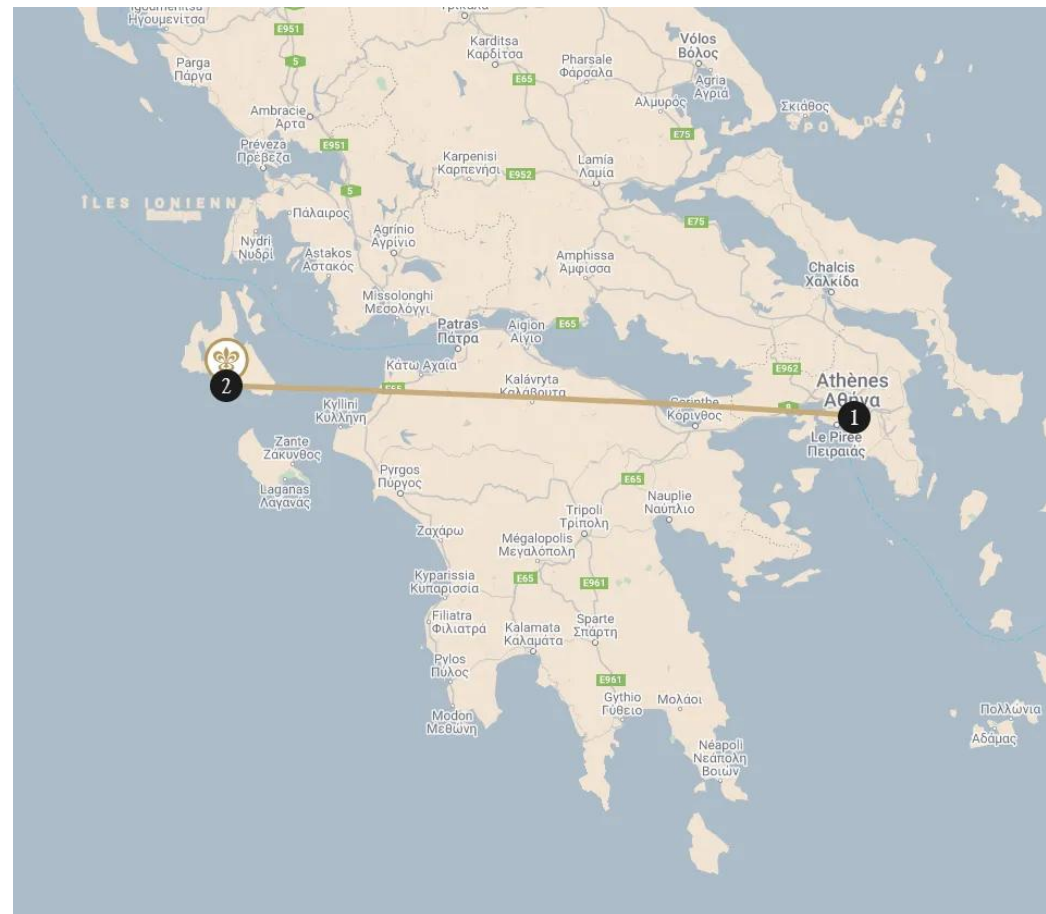 Ηγουμενίτσα
E951
5
Karditsa
Καρδίτσα
Vólos
Βόλος
Parga
Πάργα
Pharsale
Φάρσαλα
E65
Agria
Αγριά
Αλμυρός
Σκιάθος
Ambracie
Άρτα
E75
Préveza
Πρέβεζα
E951
Karpenisi
Καρπενήσι
E952
Lamía
Λαμία
5
ÎLES IONIENN
Πάλαιρος
E75
Nydri
Νυδρί
Astakos
Αστακός
Agrínio
Αγρίνιο
Amphissa
Άμφισσα
Chalcis
Χαλκίδα
Missolonghi
Μεσολόγγι
Patras
Πάτρα
Aigion
Αίγιο
E65
Κάτω Αχαΐα
E962
Athènes
Αθήνα
2
Kalávryta
Καλάβρυτα
Kyllini
Κυλλήνη
Corinthe
Κόρινθος
1
Le Pirée
Πειραιάς
Zante
Ζάκυνθος
Laganas
Λαγανάς
Pyrgos
Πύργος
E65
Nauplie
Ναύπλιο
Tripoli
Τρίπολη
Ζαχάρω
Mégalopolis
Μεγαλόπολη
Kyparissia
Κυπαρισσία
E65
E961
Filiatra
Φιλιατρά
Kalamata
Καλαμάτα
Sparte
Σπάρτη
Pylos
Πύλος
E961
Gythio
Γύθειο
Μολάοι
Modon
Μεθώνη
Πολλώνια
Αδάμας
Néapoli
Νεάπολη
Βοιών